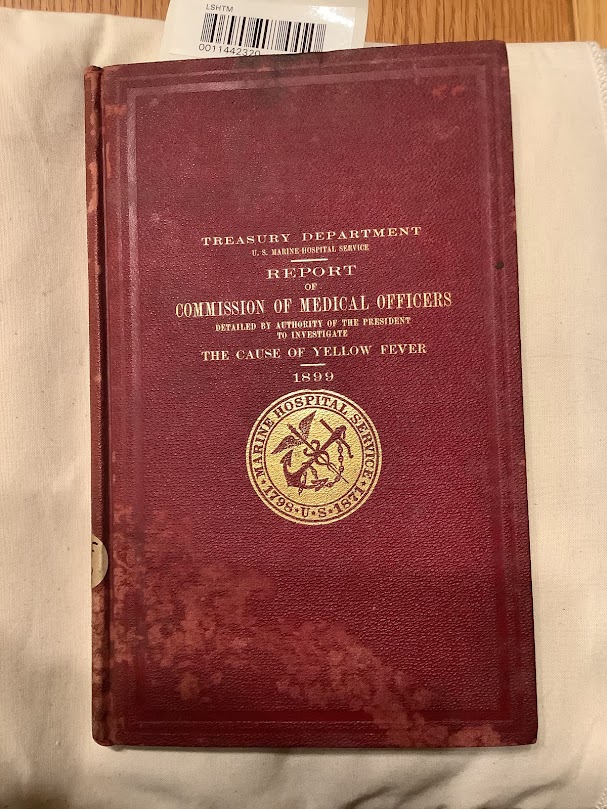 LSHTM
0011442320
TREASURY DEPARTMENT
U. S. MARINE-HOSPITAL SERVICE
REPORT
OF
COMMISSION OF MEDICAL OFFICERS
DETAILED BY AUTHORITY OF THE PRESIDENT
TO INVESTIGATE
THE CAUSE OF YELLOW FEVER
1899
MARINE HOSPITAL SERVICE
1798 • U • S • 1871